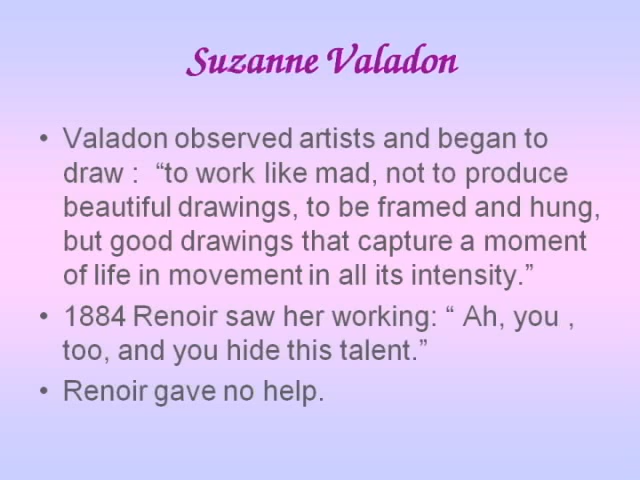 Suzanne Valadon
• Valadon observed artists and began to
draw :  “to work like mad, not to produce
beautiful drawings, to be framed and hung,
but good drawings that capture a moment
of life in movement in all its intensity.”
• 1884 Renoir saw her working: “ Ah, you ,
too, and you hide this talent.”
• Renoir gave no help.